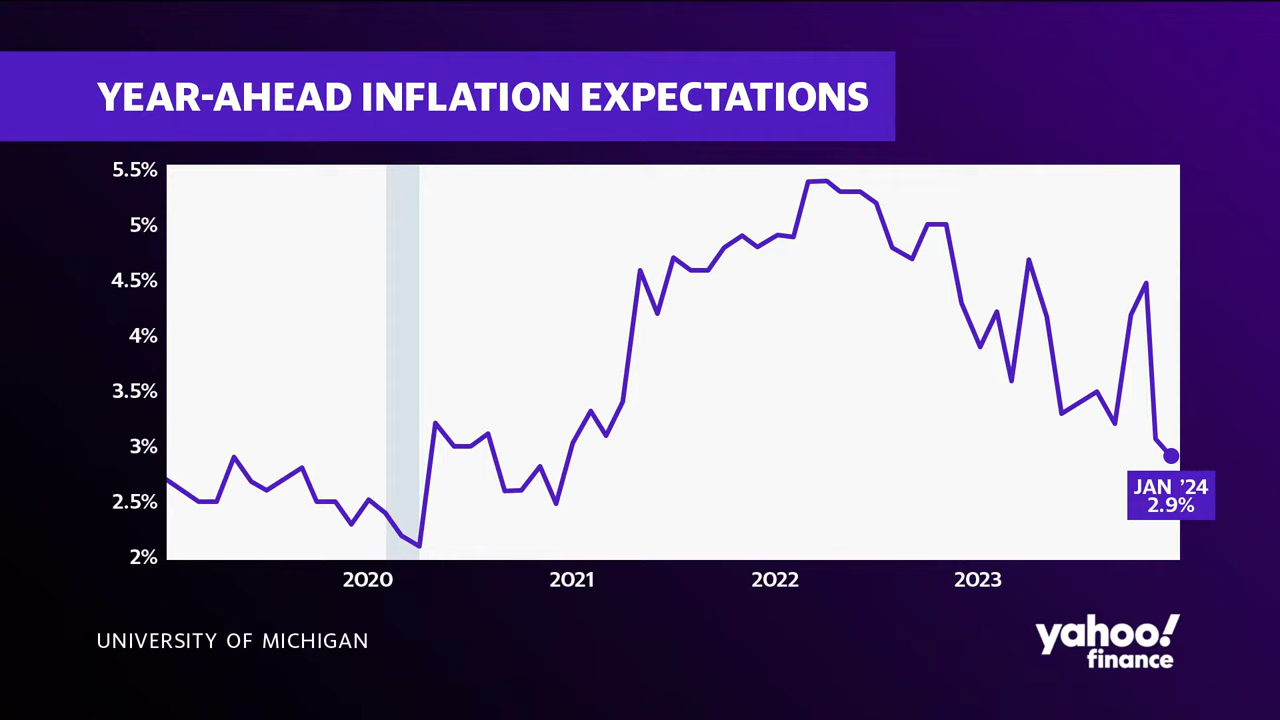 YEAR-AHEAD INFLATION EXPECTATIONS
5.5%
5%
4.5%
4%
3.5%
3%
2.5%
2%
JAN ’24
2.9%
2020 2021 2022 2023
UNIVERSITY OF MICHIGAN
yahoo!
finance